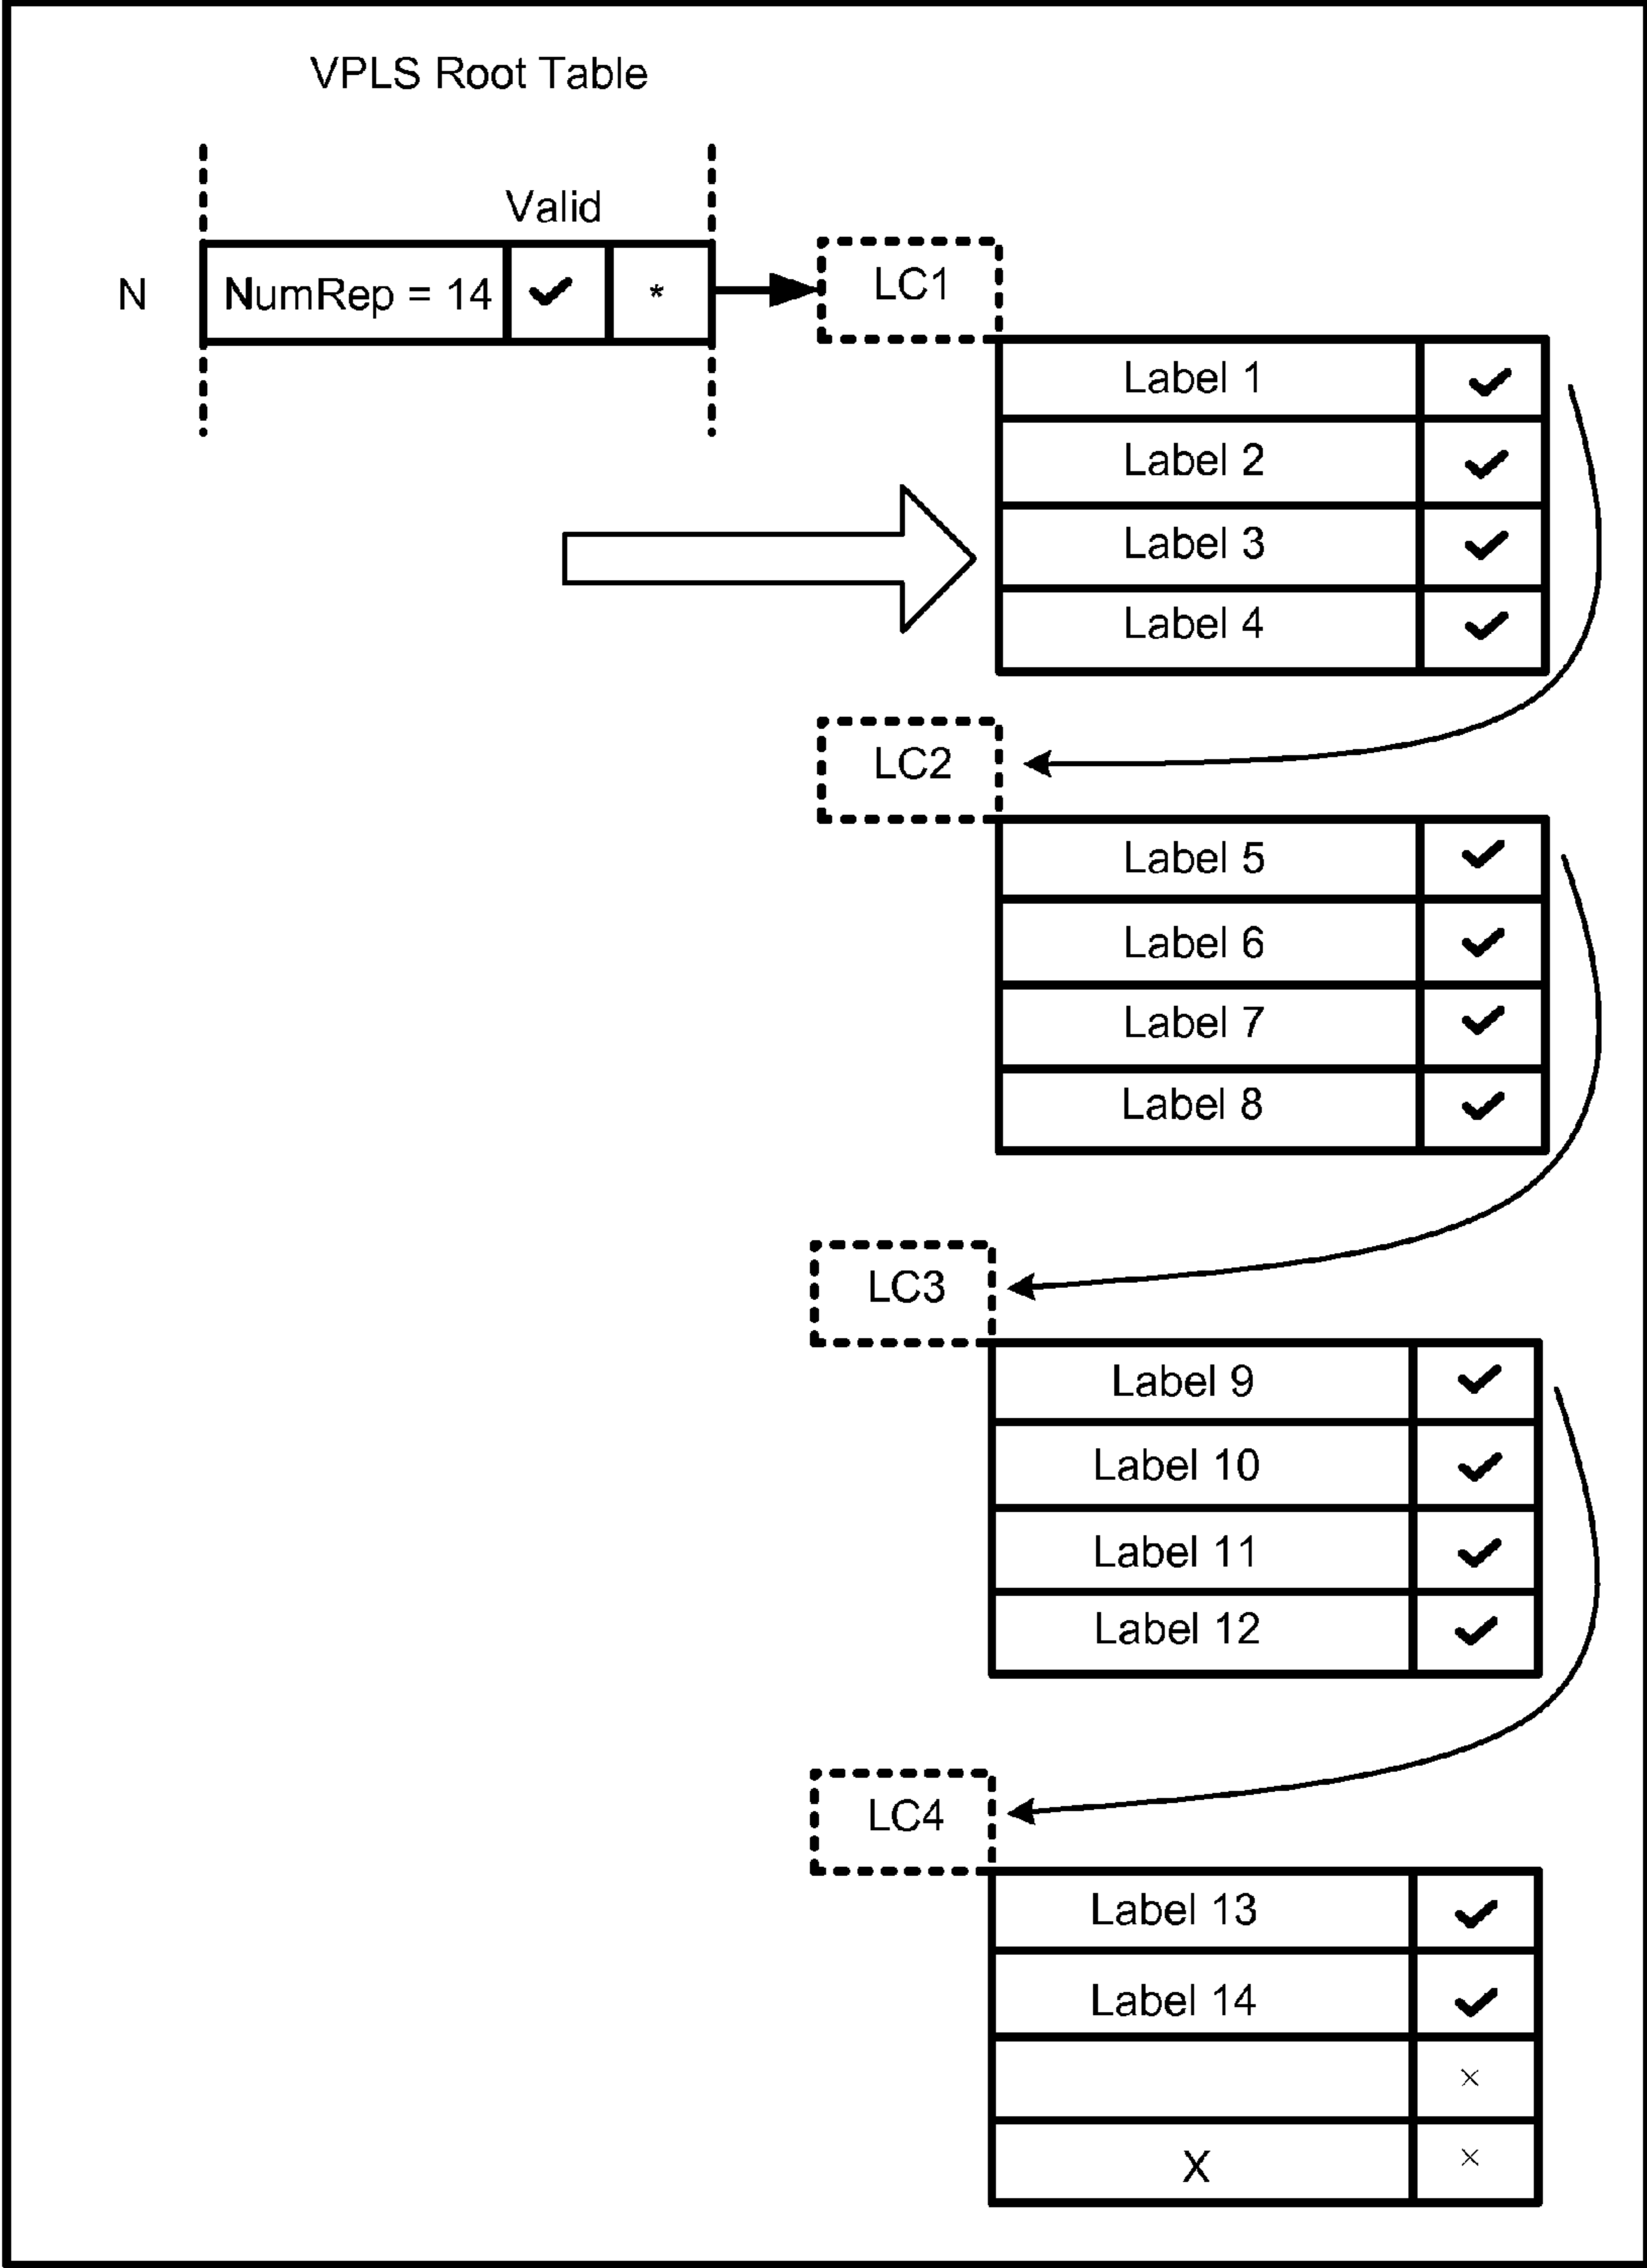 VPLS Root Table
Valid
N NumRep = 14 *
LC1
Label 1
Label 2
Label 3
Label 4
LC2
Label 5
Label 6
Label 7
Label 8
LC3
Label 9
Label 10
Label 11
Label 12
LC4
Label 13
Label 14
X